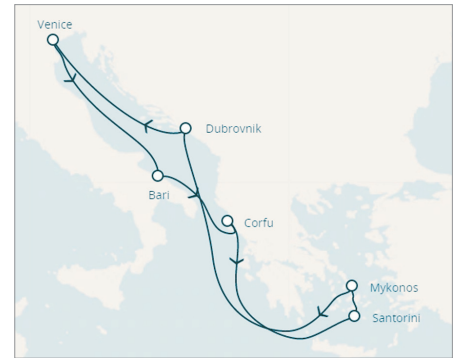 Venice
Dubrovnik
Bari
Corfu
Mykonos
Santorini